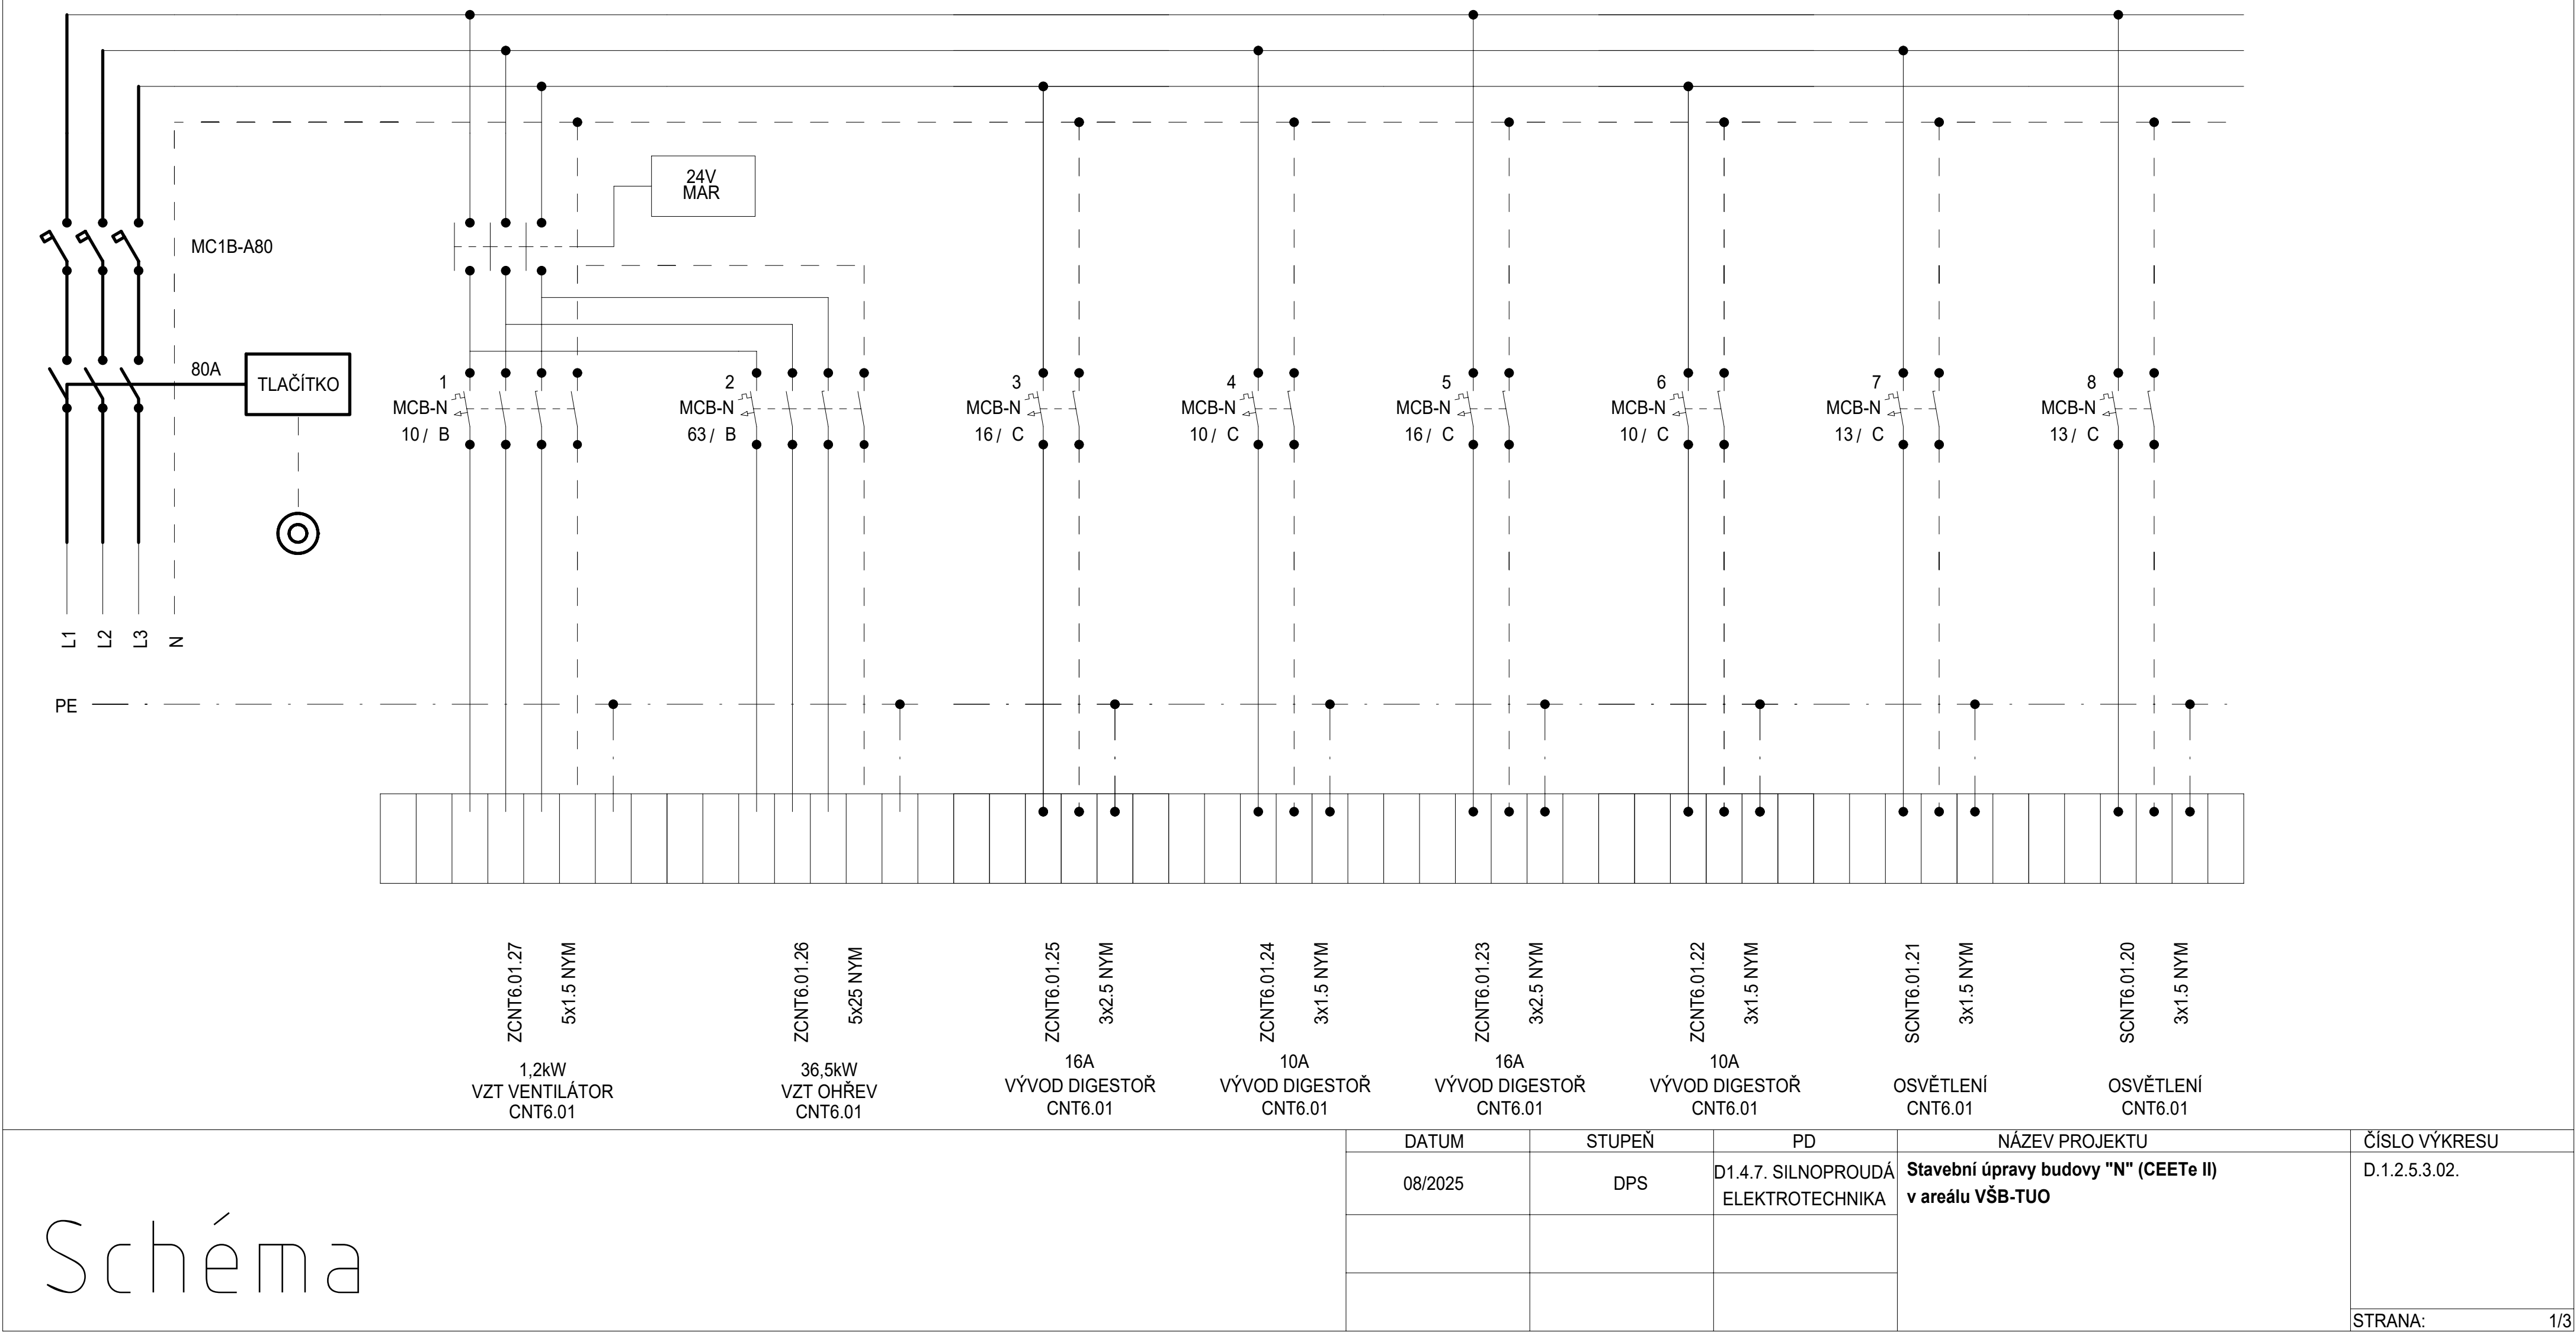 24V
MAR
MC1B-A80
80A
TLAČÍTKO
1
MCB-N
10 / B
2
MCB-N
63 / B
3
MCB-N
16 / C
4
MCB-N
10 / C
5
MCB-N
16 / C
6
MCB-N
10 / C
7
MCB-N
13 / C
8
MCB-N
13 / C
L1
L2
L3
N
PE
ZCNT6.01.27
5x1.5 NYM
1,2kW
VZT VENTILÁTOR
CNT6.01
ZCNT6.01.26
5x25 NYM
36,5kW
VZT OHŘEV
CNT6.01
ZCNT6.01.25
3x2.5 NYM
16A
VÝVOD DIGESTOŘ
CNT6.01
ZCNT6.01.24
3x1.5 NYM
10A
VÝVOD DIGESTOŘ
CNT6.01
ZCNT6.01.23
3x2.5 NYM
16A
VÝVOD DIGESTOŘ
CNT6.01
ZCNT6.01.22
3x1.5 NYM
10A
VÝVOD DIGESTOŘ
CNT6.01
SCNT6.01.21
3x1.5 NYM
OSVĚTLENÍ
CNT6.01
SCNT6.01.20
3x1.5 NYM
OSVĚTLENÍ
CNT6.01
Schéma
DATUM
08/2025
STUPEŇ
DPS
PD
D1.4.7. SILNOPROUDÁ
ELEKTROTECHNIKA
NÁZEV PROJEKTU
Stavební úpravy budovy "N" (CEETe II)
v areálu VŠB-TUO
ČÍSLO VÝKRESU
D.1.2.5.3.02.
STRANA: 1/3